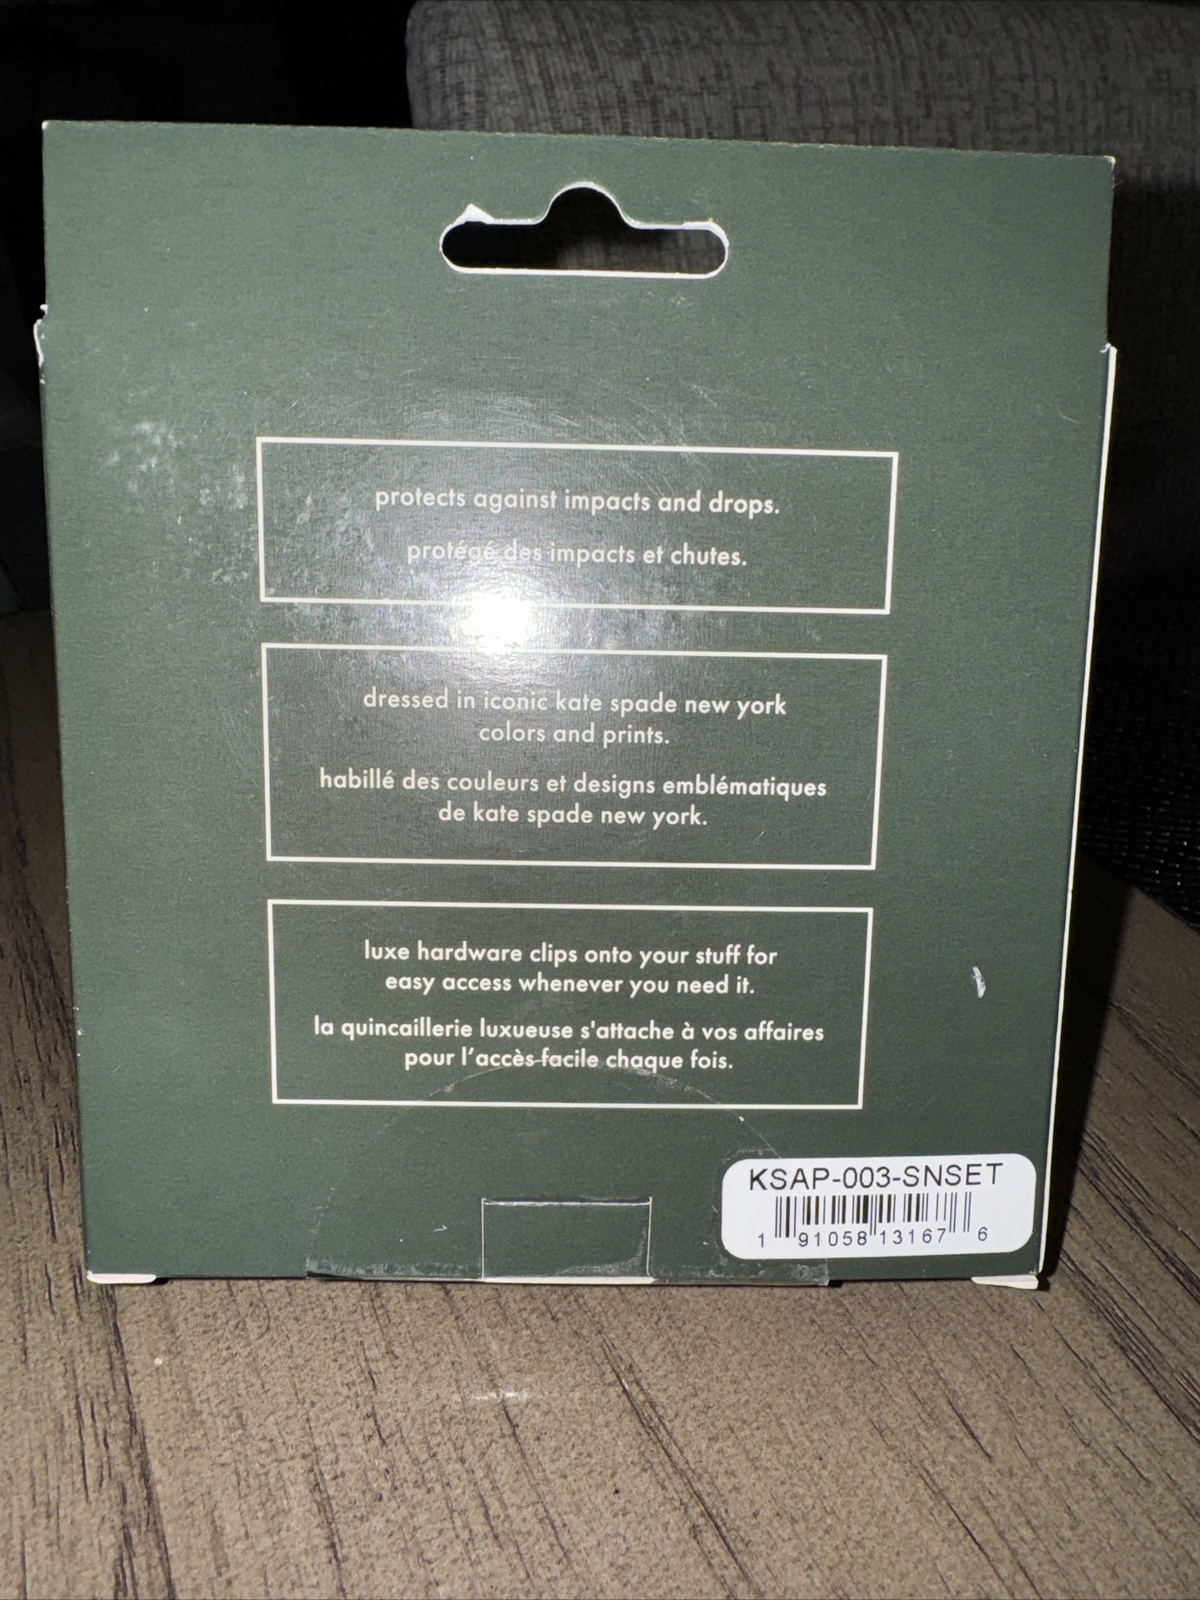 protects against impacts and drops.
protégé des impacts et chutes.
dressed in iconic kate spade new york
colors and prints.
habillé des couleurs et designs emblématiques
de kate spade new york.
luxe hardware clips onto your stuff for
easy access whenever you need it.
la quincaillerie luxueuse s'attache à vos affaires
pour l’accès facile chaque fois.
KSAP-003-SNSET
1 91058 13167 6